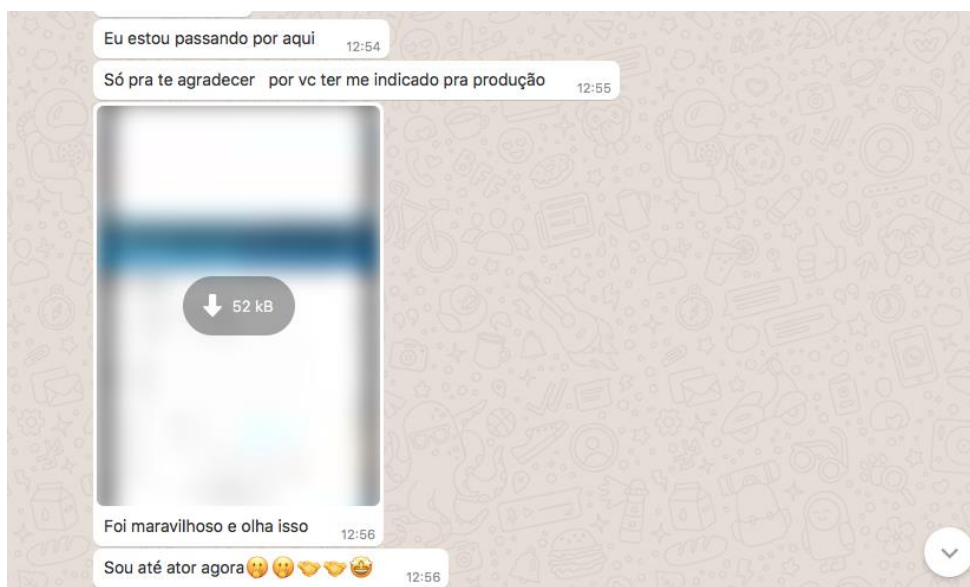 Eu estou passando por aqui 12:54
Só pra te agradecer por vc ter me indicado pra produção 12:55
52 kB
Foi maravilhoso e olha isso 12:56
Sou até ator agora🤭🤭🤝🤝🤩 12:56